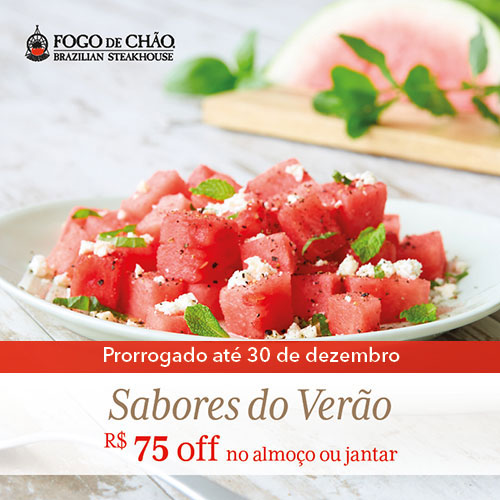 FOGO DE CHÃO
BRAZILIAN STEAKHOUSE
Prorrogado até 30 de dezembro
Sabores do Verão
R$ 75 off no almoço ou jantar